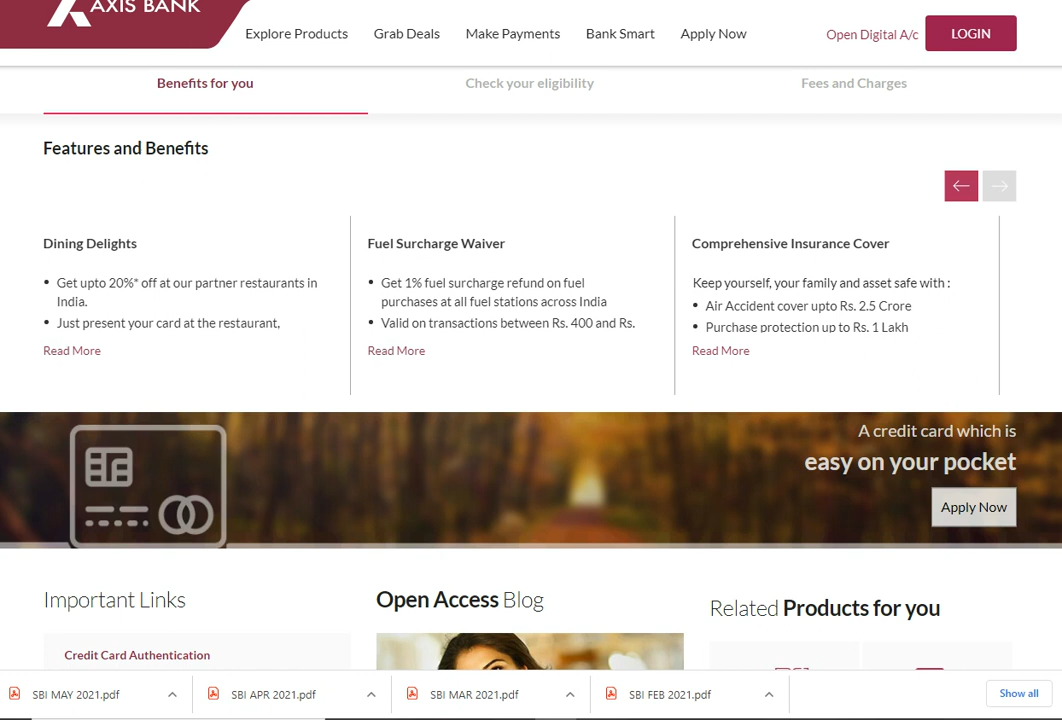 AXIS BANK
Explore Products Grab Deals Make Payments Bank Smart Apply Now Open Digital A/c LOGIN
Benefits for you Check your eligibility Fees and Charges
Features and Benefits
Dining Delights
• Get upto 20%* off at our partner restaurants in
India.
• Just present your card at the restaurant,
Read More
Fuel Surcharge Waiver
• Get 1% fuel surcharge refund on fuel
purchases at all fuel stations across India
• Valid on transactions between Rs. 400 and Rs.
Read More
Comprehensive Insurance Cover
Keep yourself, your family and asset safe with :
• Air Accident cover upto Rs. 2.5 Crore
• Purchase protection up to Rs. 1 Lakh
Read More
A credit card which is
easy on your pocket
Apply Now
Important Links
Credit Card Authentication
Open Access Blog
Related Products for you
SBI MAY 2021.pdf SBI APR 2021.pdf SBI MAR 2021.pdf SBI FEB 2021.pdf Show all